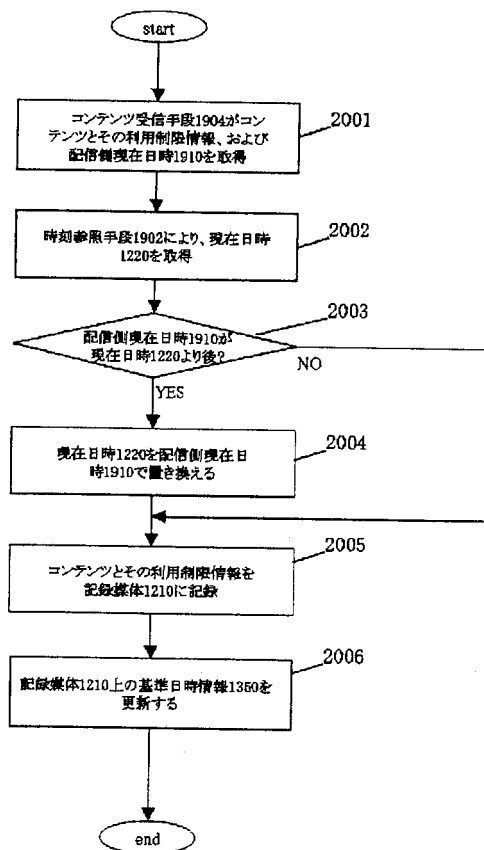 start
コンテンツ受信手段1904がコン
テンツとその利用制限情報、および
配信側現在日時1910を取得
2001
時刻参照手段1902により、現在日時
1220を取得
2002
配信側現在日時1910が
現在日時1220より後?
2003
NO
YES
現在日時1220を配信側現在日
時1910で置き換える
2004
コンテンツとその利用制限情報を
記録媒体1210に記録
2005
記録媒体1210上の基準日時情報1350を
更新する
2006
end